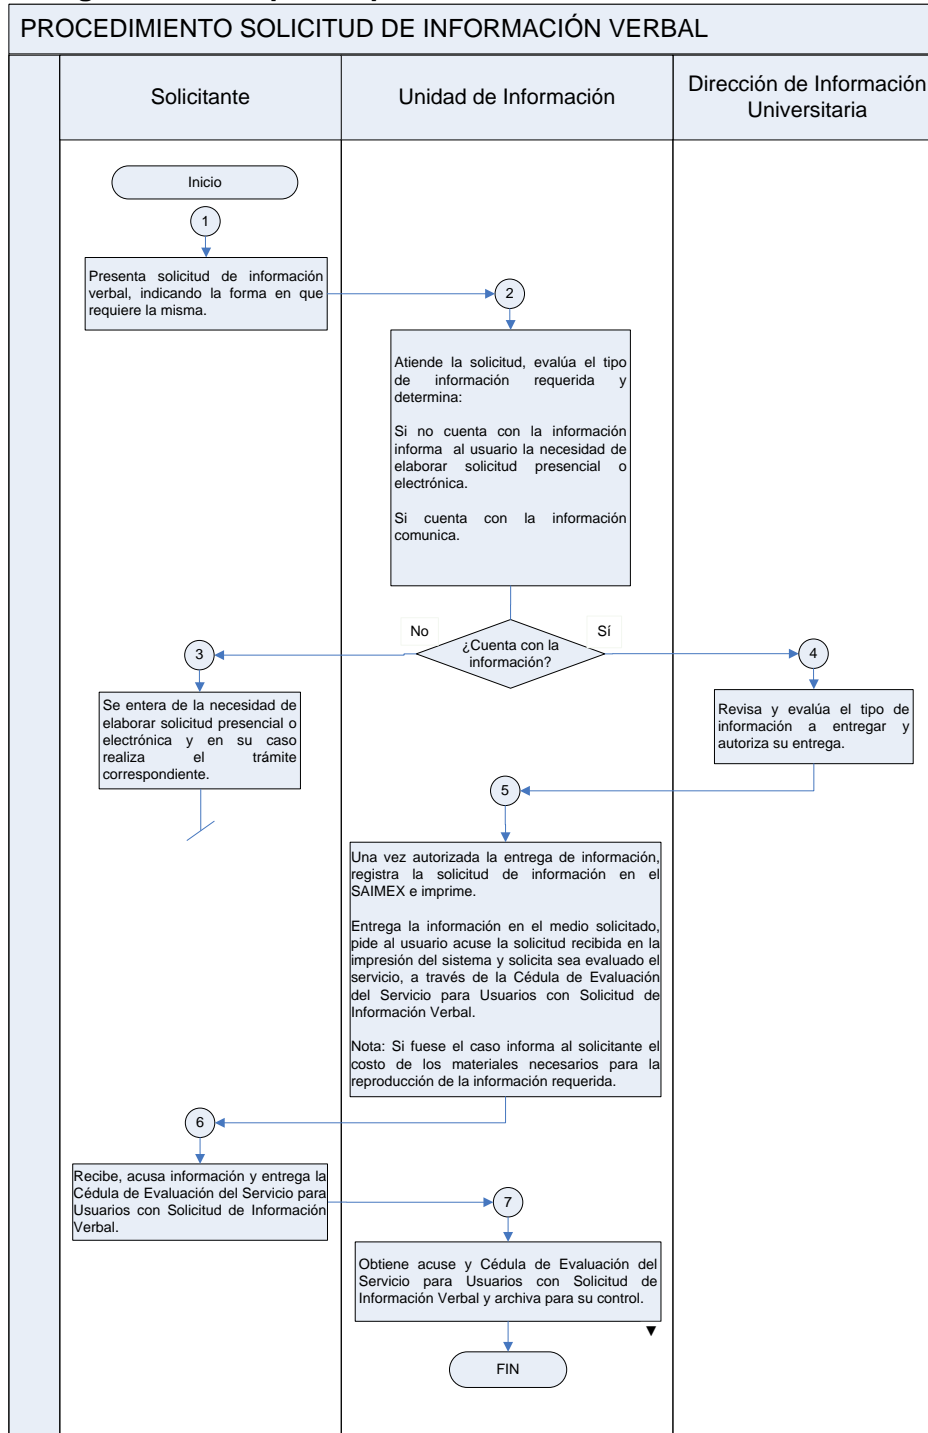 PROCEDIMIENTO SOLICITUD DE INFORMACIÓN VERBAL
Solicitante
Unidad de Información
Dirección de Información
Universitaria
Inicio
1
Presenta solicitud de información
verbal, indicando la forma en que
requiere la misma.
2
Atiende la solicitud, evalúa el tipo
de información requerida y
determina:
Si no cuenta con la información
informa al usuario la necesidad de
elaborar solicitud presencial o
electrónica.
Si cuenta con la información
comunica.
No
¿Cuenta con la
información?
Sí
3
Se entera de la necesidad de
elaborar solicitud presencial o
electrónica y en su caso
realiza el trámite
correspondiente.
4
Revisa y evalúa el tipo de
información a entregar y
autoriza su entrega.
5
Una vez autorizada la entrega de información,
registra la solicitud de información en el
SAIMEX e imprime.
Entrega la información en el medio solicitado,
pide al usuario acuse la solicitud recibida en la
impresión del sistema y solicita sea evaluado el
servicio, a través de la Cédula de Evaluación
del Servicio para Usuarios con Solicitud de
Información Verbal.
Nota: Si fuese el caso informa al solicitante el
costo de los materiales necesarios para la
reproducción de la información requerida.
6
Recibe, acusa información y entrega la
Cédula de Evaluación del Servicio para
Usuarios con Solicitud de Información
Verbal.
7
Obtiene acuse y Cédula de Evaluación del
Servicio para Usuarios con Solicitud de
Información Verbal y archiva para su control.
FIN